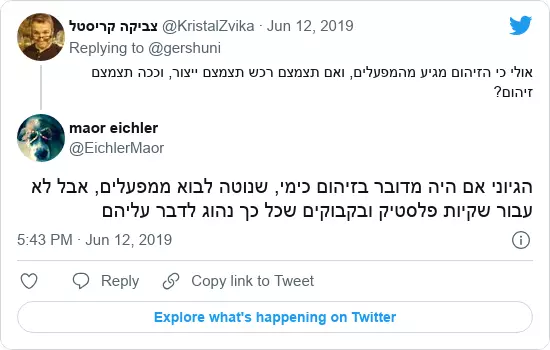 צביקה קריסטל @KristalZvika · Jun 12, 2019
Replying to @gershuni
אולי כי הזיהום מגיע מהמפעלים, ואם תצמצם רכש תצמצם ייצור, וככה תצמצם
זיהום?
maor eichler
@EichlerMaor
הגיוני אם היה מדובר בזיהום כימי, שנוטה לבוא ממפעלים, אבל לא
עבור שקיות פלסטיק ובקבוקים שכל כך נהוג לדבר עליהם
5:43 PM · Jun 12, 2019
Reply
Copy link to Tweet
Explore what's happening on Twitter